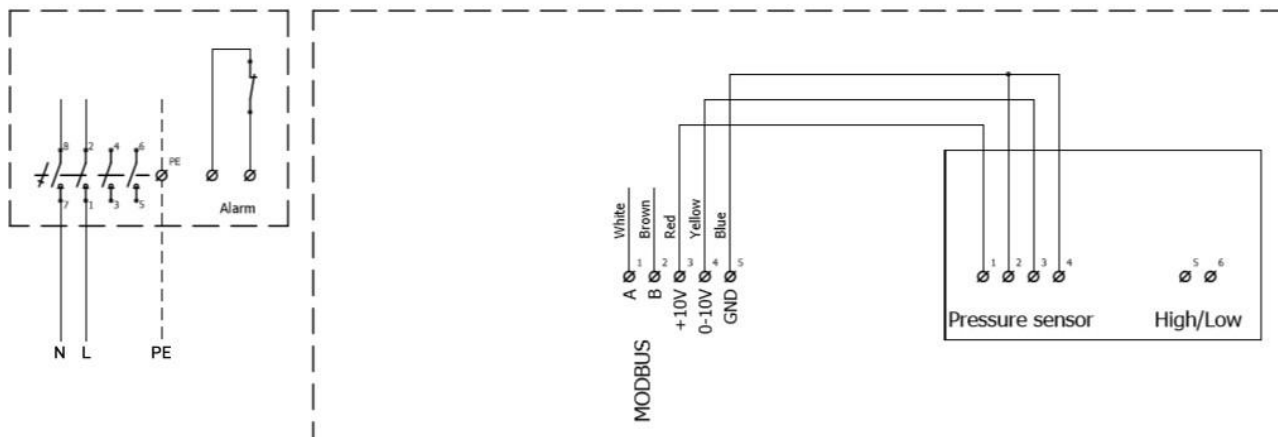 8 2 4 6
PE
7 1 3 5
Alarm
N L PE
White Brown Red Yellow Blue
1 2 3 4 5
A B +10V 0-10V GND
MODBUS
1 2 3 4
5 6
Pressure sensor
High/Low